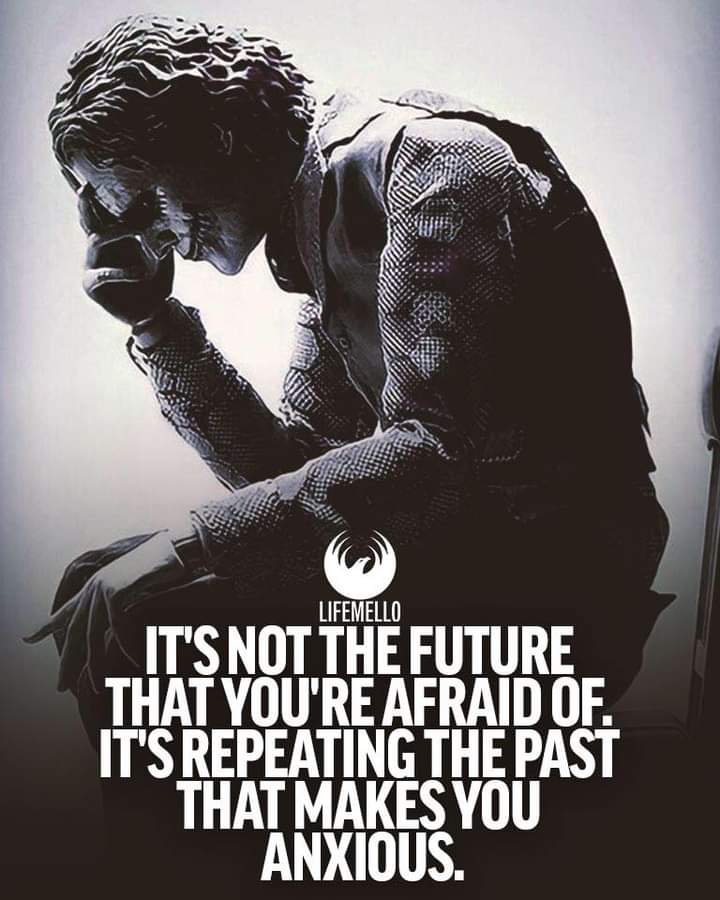 LIFEMELLO
IT'S NOT THE FUTURE
THAT YOU'RE AFRAID OF.
IT'S REPEATING THE PAST
THAT MAKES YOU
ANXIOUS.